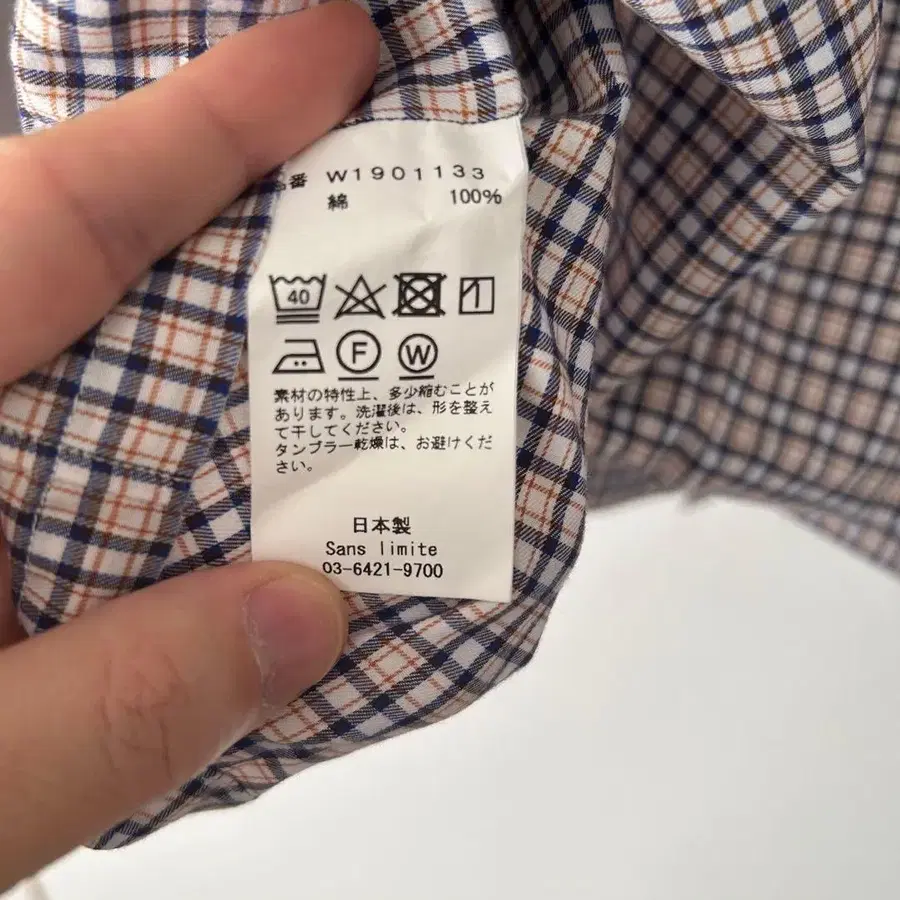 番 W1901133
綿 100%
40
F W
素材の特性上、多少縮むことが
あります。洗濯後は、形を整え
て干してください。
タンブラー乾燥は、お避けくだ
さい。
日本製
Sans limite
03-6421-9700